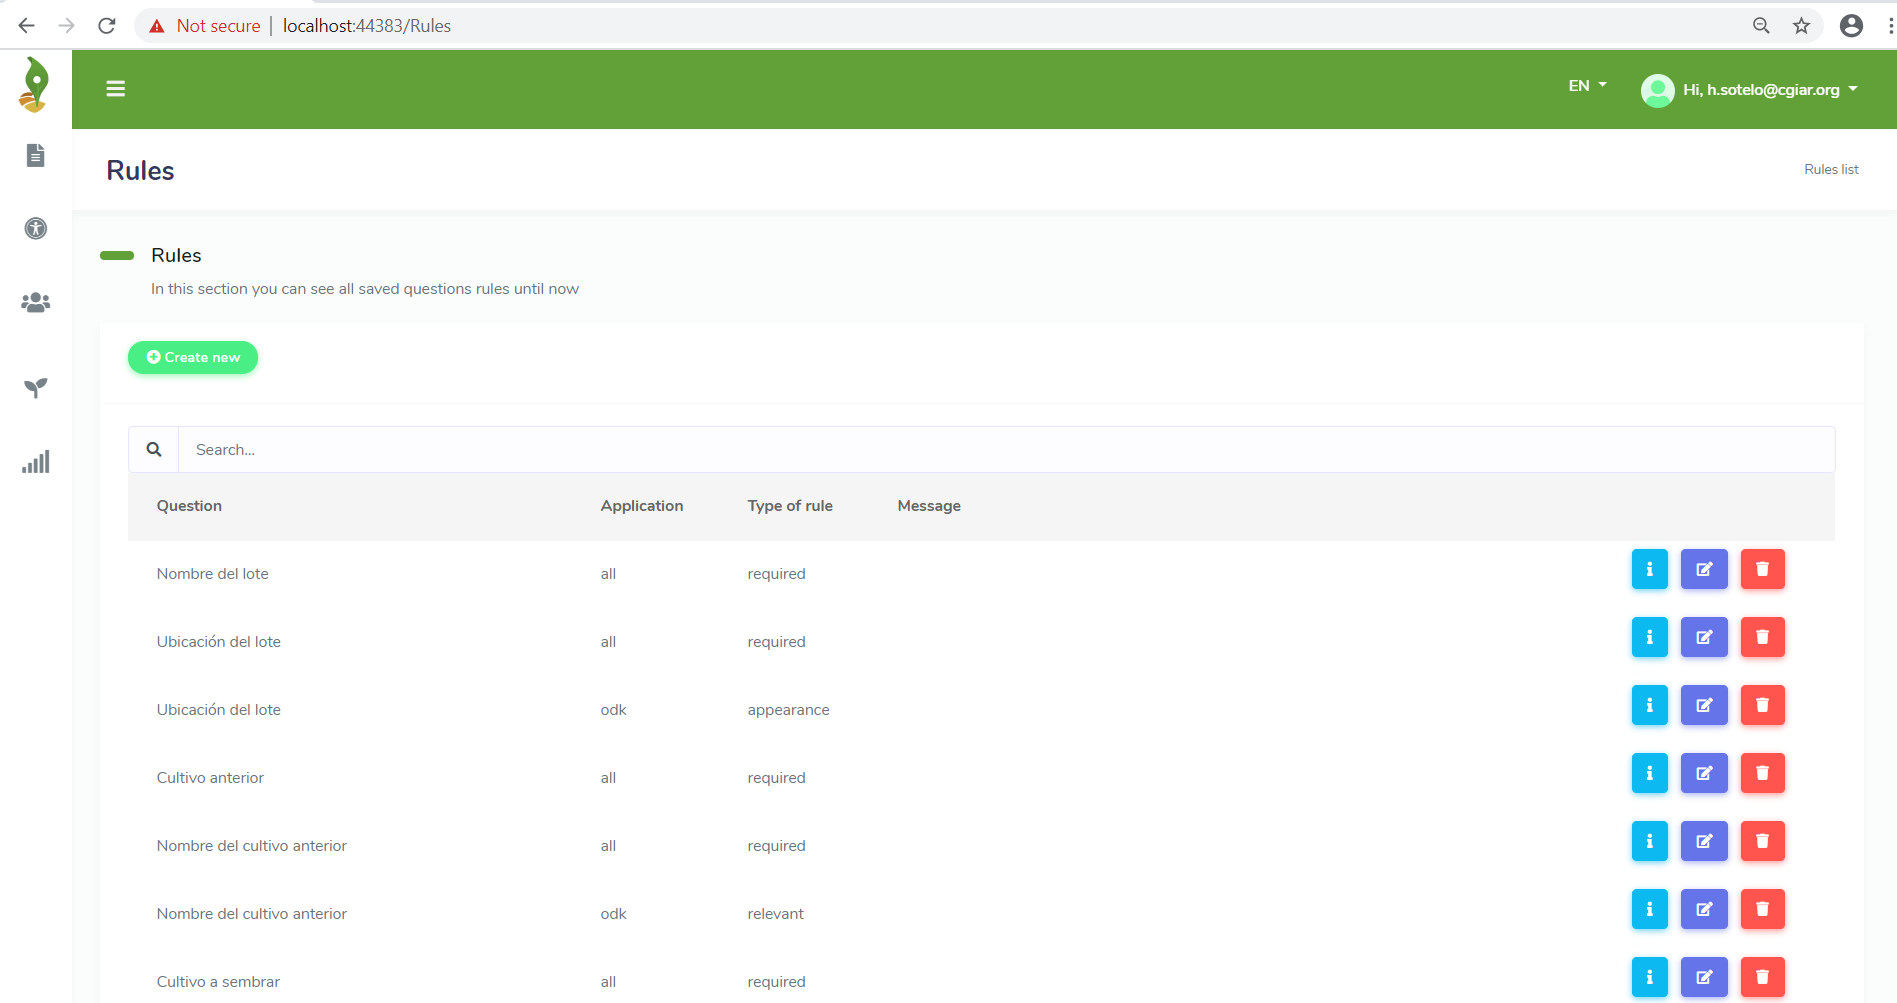 Not secure | localhost:44383/Rules
EN
Hi, h.sotelo@cgiar.org
Rules
Rules list
Rules
In this section you can see all saved questions rules until now
Create new
Search...
Question Application Type of rule Message
Nombre del lote all required
Ubicación del lote all required
Ubicación del lote odk appearance
Cultivo anterior all required
Nombre del cultivo anterior all required
Nombre del cultivo anterior odk relevant
Cultivo a sembrar all required